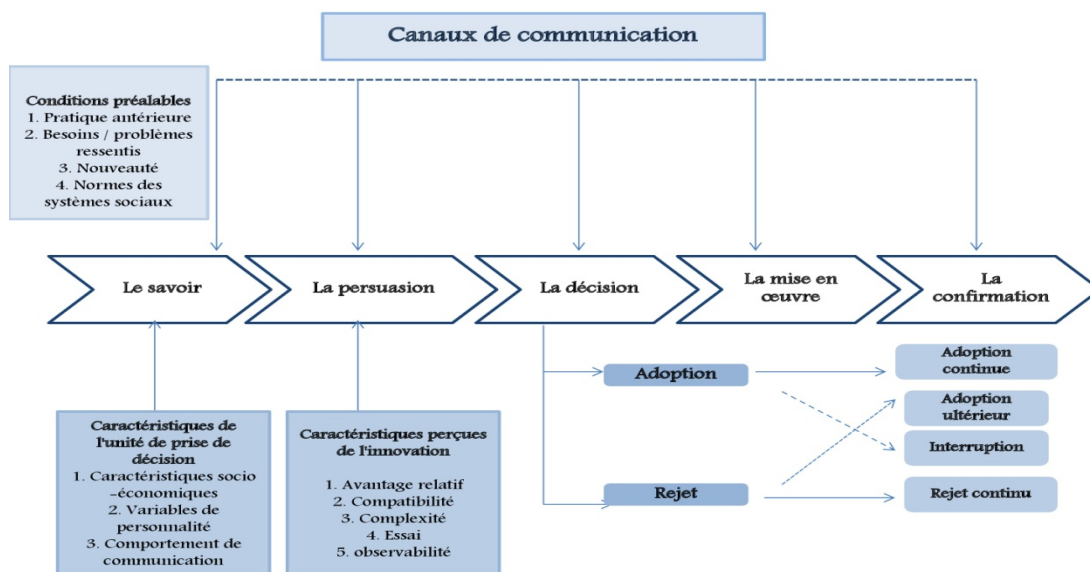 Canaux de communication
Conditions préalables
1. Pratique antérieure
2. Besoins / problèmes
ressentis
3. Nouveauté
4. Normes des
systèmes sociaux
Le savoir
La persuasion
La décision
La mise en
œuvre
La
confirmation
Adoption
Rejet
Adoption
continue
Adoption
ultérieur
Interruption
Rejet continu
Caractéristiques de
l'unité de prise de
décision
1. Caractéristiques socio
-économiques
2. Variables de
personnalité
3. Comportement de
communication
Caractéristiques perçues
de l'innovation
1. Avantage relatif
2. Compatibilité
3. Complexité
4. Essai
5. observabilité